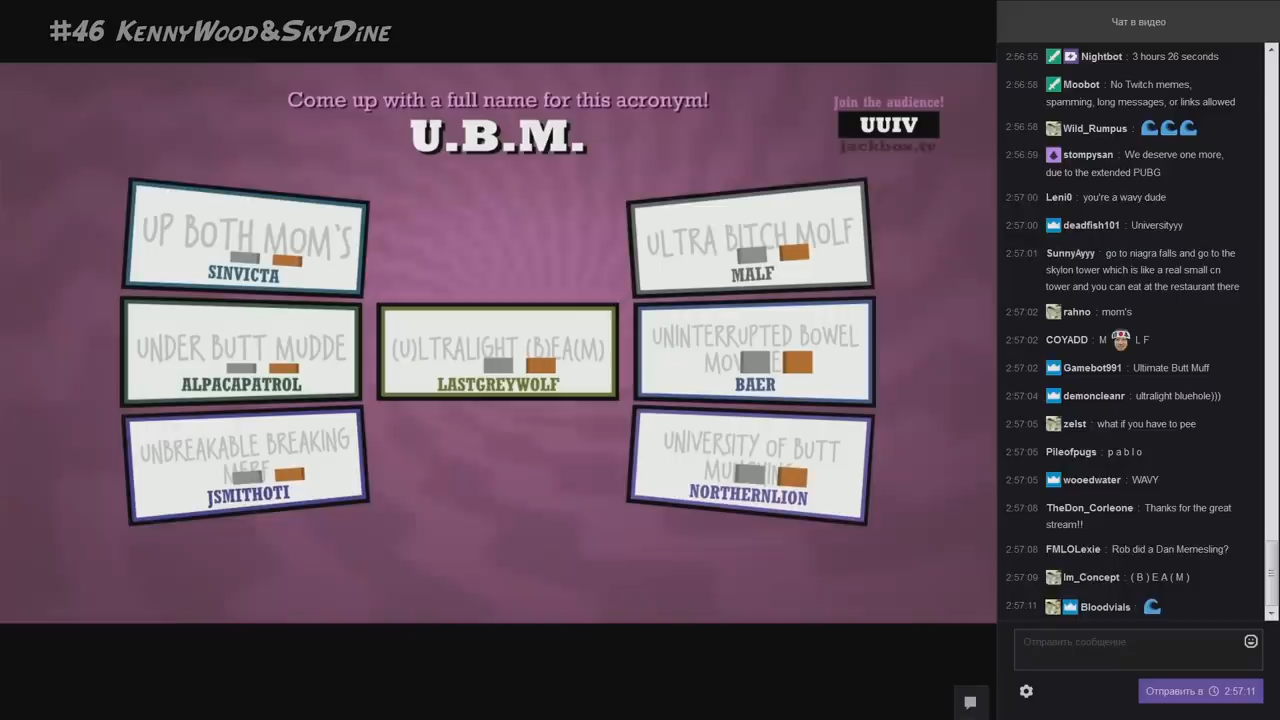 #46 KennyWood&SkyDine
Come up with a full name for this acronym!
U.B.M.
Join the audience!
UUIV
jackbox.tv
UP BOTH MOM'S
SINVICTA
UNDER BUTT MUDDE
ALPACAPATROL
UNBREAKABLE BREAKING
JSMITHOTI
(U)LTRALIGHT (B)EA(M)
LASTGREYWOLF
ULTRA BITCH MOLF
MALF
UNINTERRUPTED BOWEL
BAER
UNIVERSITY OF BUTT
NORTHERNLION
Чат в видео
2:56:55 Nightbot : 3 hours 26 seconds
2:56:58 Moobot : No Twitch memes,
spamming, long messages, or links allowed
2:56:58 Wild_Rumpus :
2:56:59 stompysan : We deserve one more,
due to the extended PUBG
2:57:00 Leni0 : you're a wavy dude
2:57:00 deadfish101 : Universityyy
2:57:01 SunnyAyyy : go to niagra falls and go to the
skylon tower which is like a real small cn
tower and you can eat at the restaurant there
2:57:02 rahno : mom's
2:57:02 COYADD : M L F
2:57:02 Gamebot991 : Ultimate Butt Muff
2:57:04 demoncleanr : ultralight bluehole)))
2:57:05 zelst : what if you have to pee
2:57:05 Pileofpugs : p a b l o
2:57:05 wooedwater : WAVY
2:57:08 TheDon_Corleone : Thanks for the great
stream!!
2:57:08 FMLOLexie : Rob did a Dan Memesling?
2:57:09 Im_Concept : ( B ) E A ( M )
2:57:11 Bloodvials :
Отправить сообщение
Отправить в 2:57:11